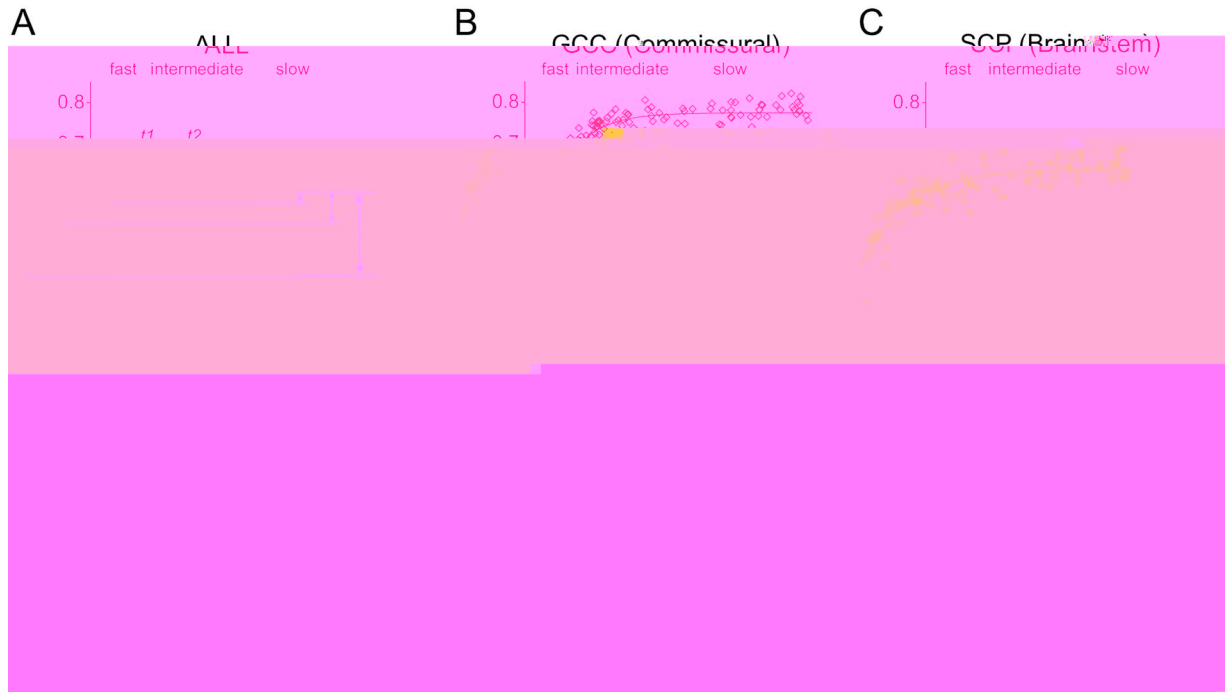 A B C
ALL GCC (Commissural) SCP (Brainstem)
fast intermediate slow fast intermediate slow fast intermediate slow
0.8 0.8 0.8
t1 t2